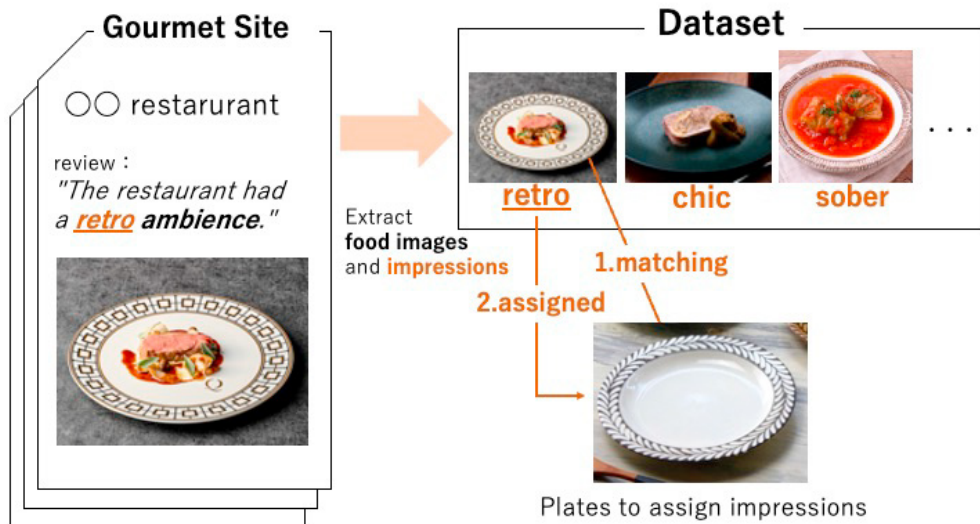 Gourmet Site
○○ restarurant
review :
"The restaurant had
a retro ambience."
Extract
food images
and impressions
Dataset
retro
chic
sober
. . .
1.matching
2.assigned
Plates to assign impressions